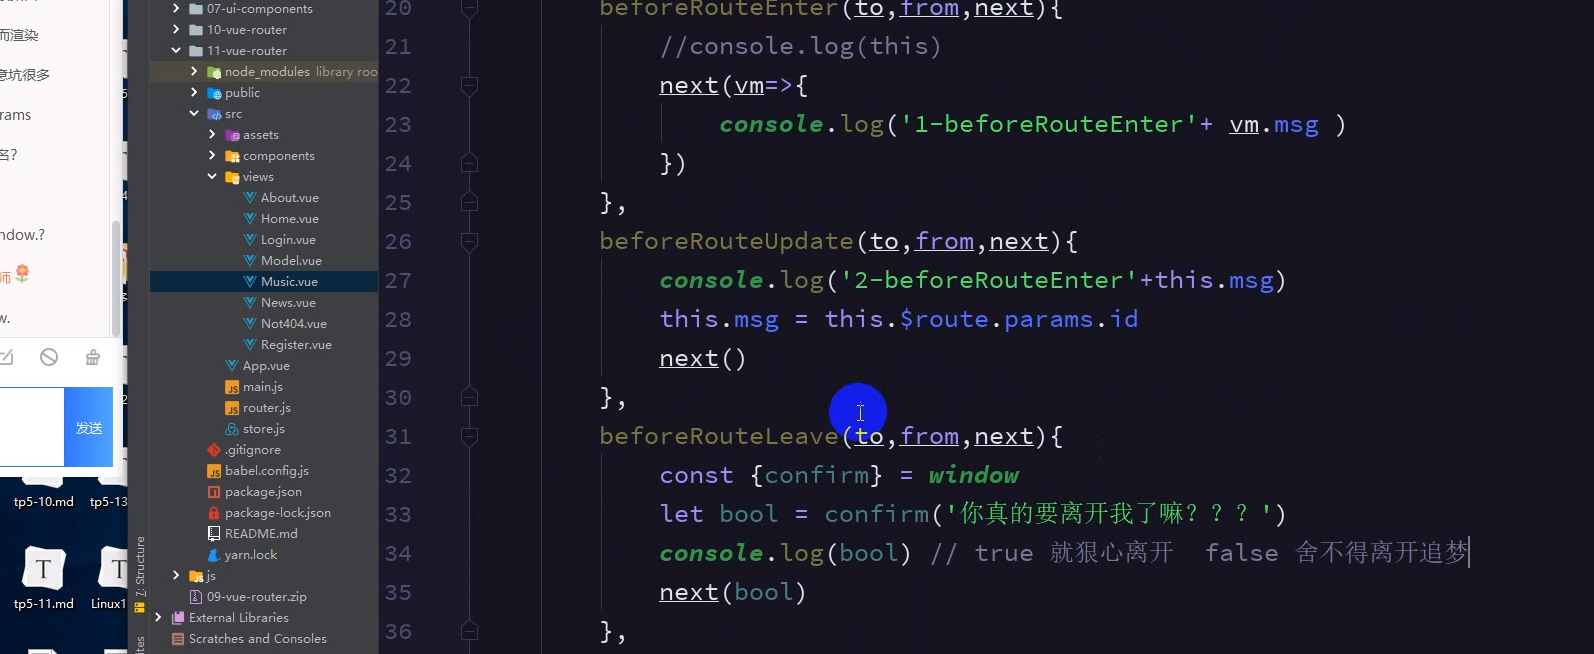 而渲染
意坑很多
rams
名?
ndow.?
师
w.
发送
tp5-10.md
tp5-13
tp5-11.md
Linux1
7: Structure
07-ui-components
10-vue-router
11-vue-router
node_modules library roo
public
src
assets
components
views
About.vue
Home.vue
Login.vue
Model.vue
Music.vue
News.vue
Not404.vue
Register.vue
App.vue
main.js
router.js
store.js
.gitignore
babel.config.js
package.json
package-lock.json
README.md
yarn.lock
js
09-vue-router.zip
External Libraries
Scratches and Consoles
20 beforeRouteEnter(to,from,next){
21 //console.log(this)
22 next(vm=>{
23 console.log('1-beforeRouteEnter'+ vm.msg )
24 })
25 },
26 beforeRouteUpdate(to,from,next){
27 console.log('2-beforeRouteEnter'+this.msg)
28 this.msg = this.$route.params.id
29 next()
30 },
31 beforeRouteLeave(to,from,next){
32 const {confirm} = window
33 let bool = confirm('你真的要离开我了嘛？？？')
34 console.log(bool) // true 就狠心离开 false 舍不得离开追梦
35 next(bool)
36 },